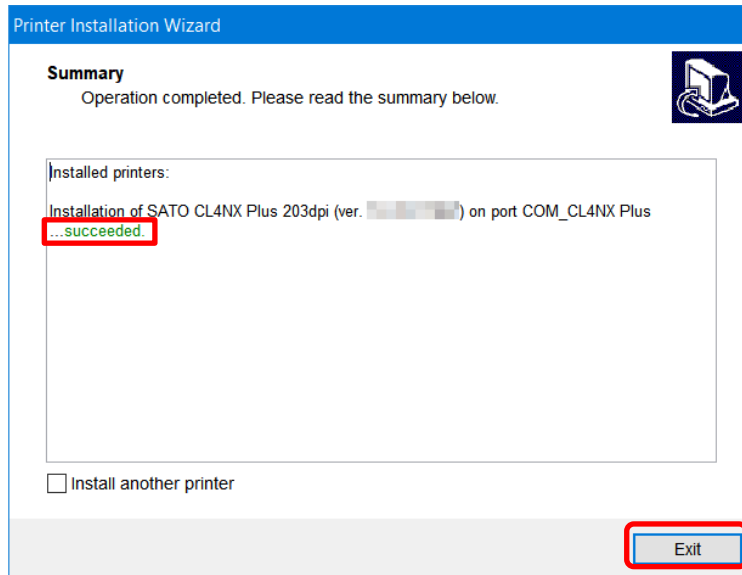 Printer Installation Wizard
Summary
Operation completed. Please read the summary below.
Installed printers:
Installation of SATO CL4NX Plus 203dpi (ver. ) on port COM_CL4NX Plus
...succeeded.
Install another printer
Exit